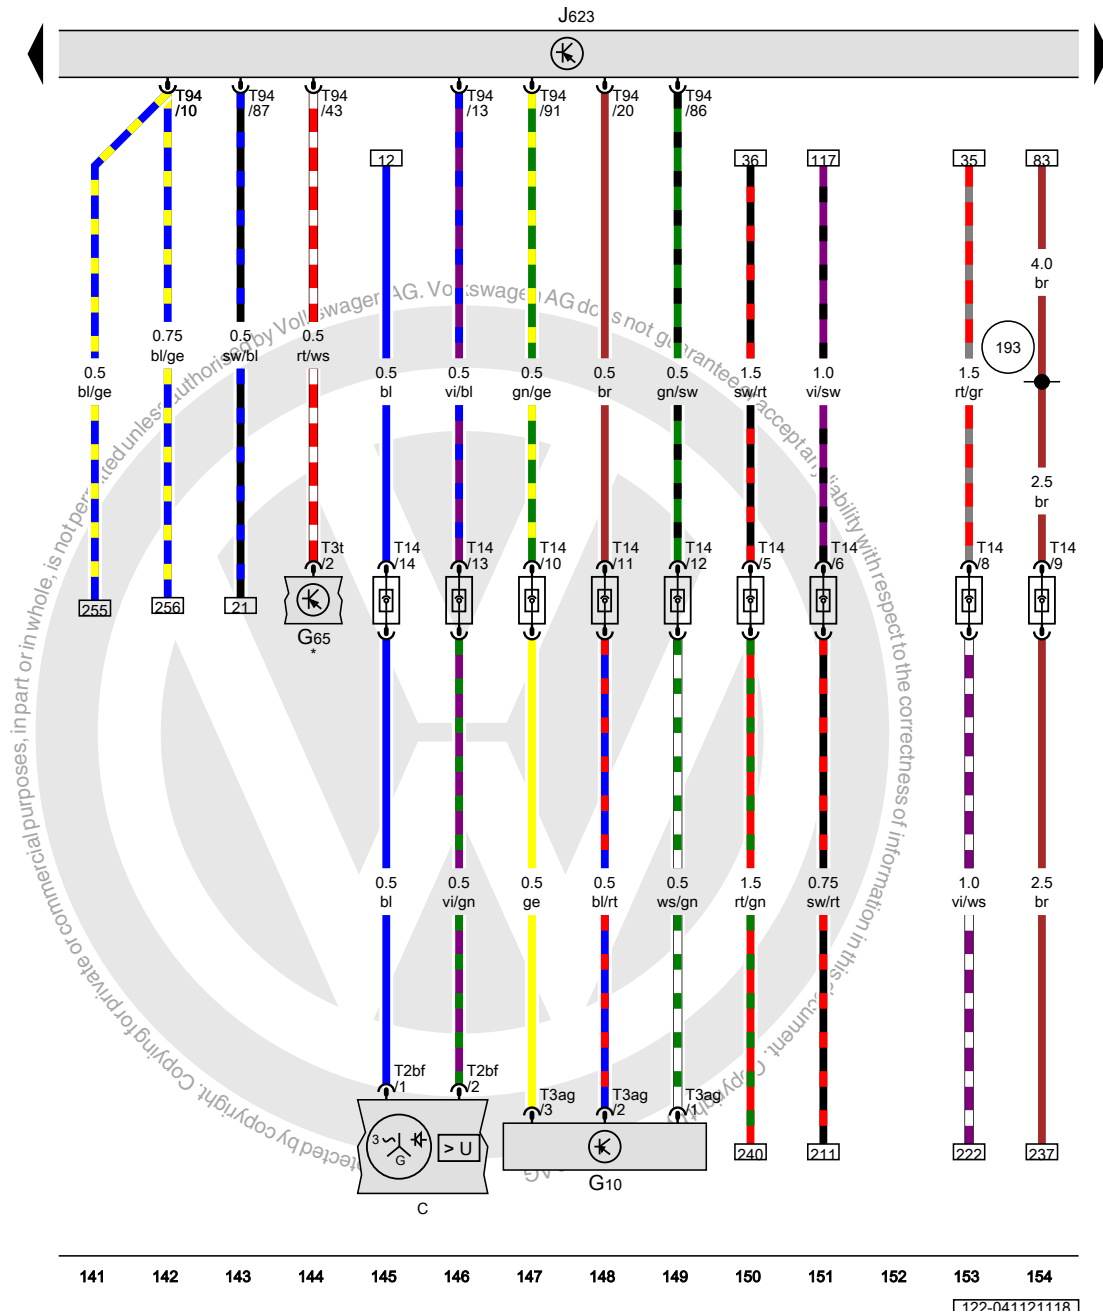 J623
T94 T94 T94 T94 T94 T94 T94
/10 /87 /43 /13 /91 /20 /86
12 36 117 35 83
4.0
br
0.75 0.5 0.5
bl/ge sw/bl rt/ws
193
0.5 0.5 0.5 0.5 0.5 0.5 1.5 1.0 1.5
bl/ge bl vi/bl gn/ge br gn/sw sw/rt vi/sw rt/gr
2.5
br
T3t T14 T14 T14 T14 T14 T14 T14 T14 T14
/2 /14 /13 /10 /11 /12 /5 /6 /8 /9
255 256 21
G65
*
0.5 0.5 0.5 0.5 0.5 1.5 0.75 1.0 2.5
bl vi/gn ge bl/rt ws/gn rt/gn sw/rt vi/ws br
T2bf T2bf
/1 /2
T3ag T3ag T3ag
/3 /2 /1
3 G > U
240 211 222 237
G10
C
141 142 143 144 145 146 147 148 149 150 151 152 153 154
122-041121118